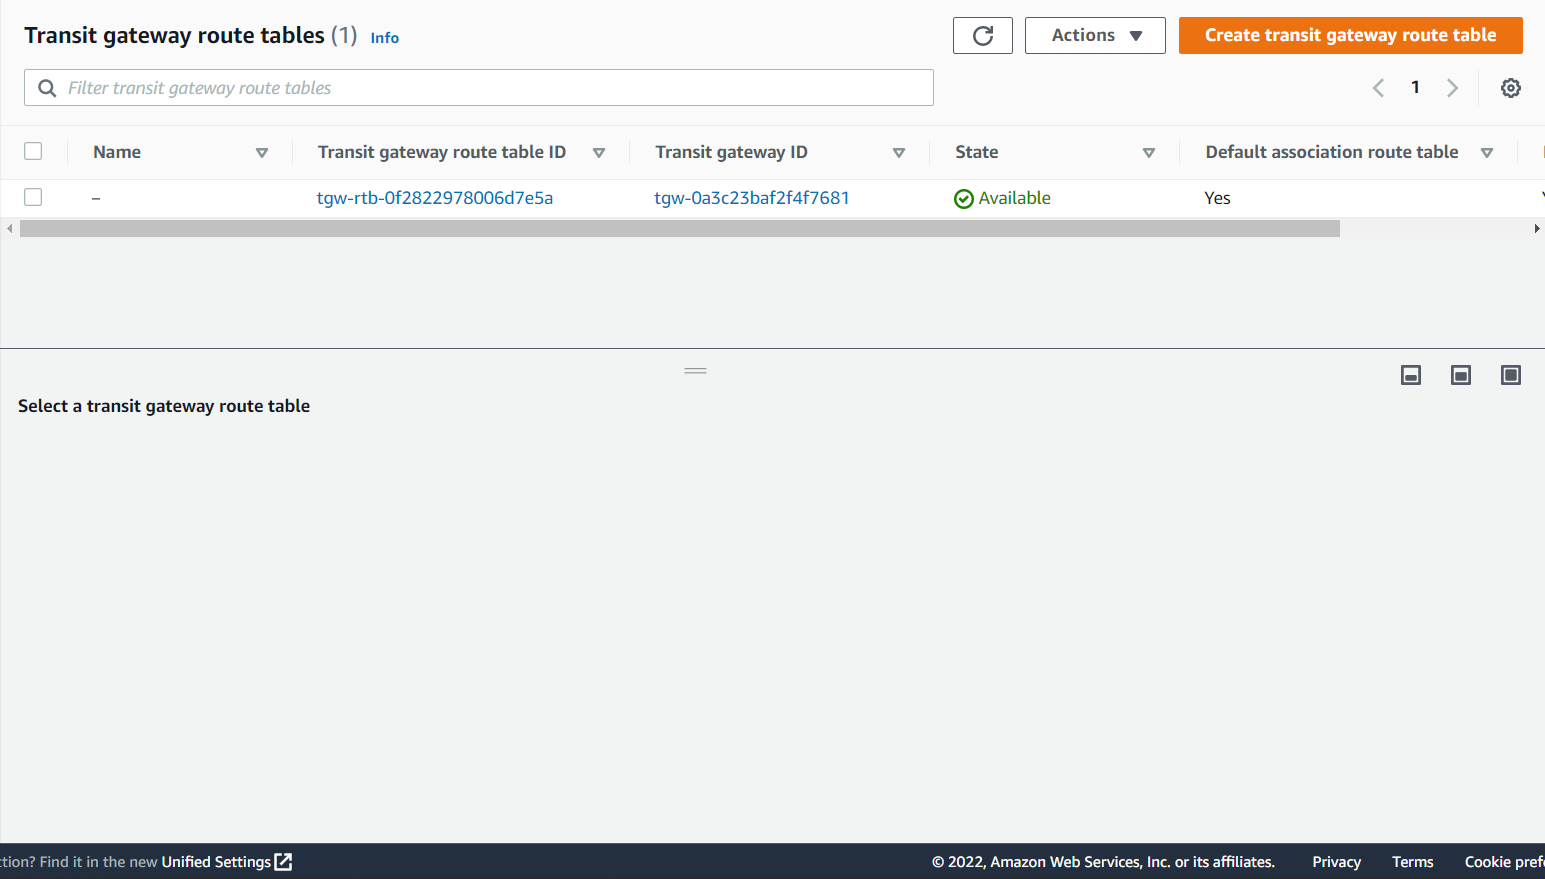 Transit gateway route tables (1) Info
Actions
Create transit gateway route table
Filter transit gateway route tables
1
Name Transit gateway route table ID Transit gateway ID State Default association route table
– tgw-rtb-0f2822978006d7e5a tgw-0a3c23baf2f4f7681 Available Yes
Select a transit gateway route table
tion? Find it in the new Unified Settings © 2022, Amazon Web Services, Inc. or its affiliates. Privacy Terms Cookie pref